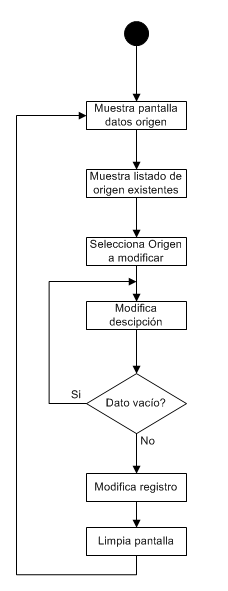 Muestra pantalla
datos origen
Muestra listado de
origen existentes
Selecciona Origen
a modificar
Modifica
descipción
Si
Dato vacío?
No
Modifica registro
Limpia pantalla